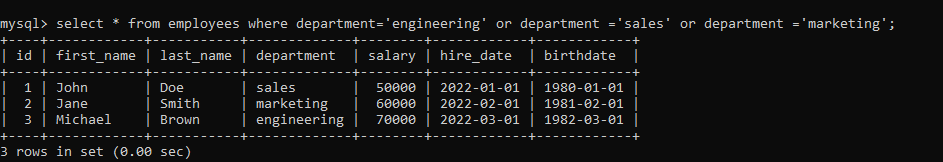 mysql> select * from employees where department='engineering' or department ='sales' or department ='marketing';
+----+------------+-----------+-------------+--------+------------+------------+
| id | first_name | last_name | department  | salary | hire_date  | birthdate  |
+----+------------+-----------+-------------+--------+------------+------------+
|  1 | John       | Doe       | sales       |  50000 | 2022-01-01 | 1980-01-01 |
|  2 | Jane       | Smith     | marketing   |  60000 | 2022-02-01 | 1981-02-01 |
|  3 | Michael    | Brown     | engineering |  70000 | 2022-03-01 | 1982-03-01 |
+----+------------+-----------+-------------+--------+------------+------------+
3 rows in set (0.00 sec)